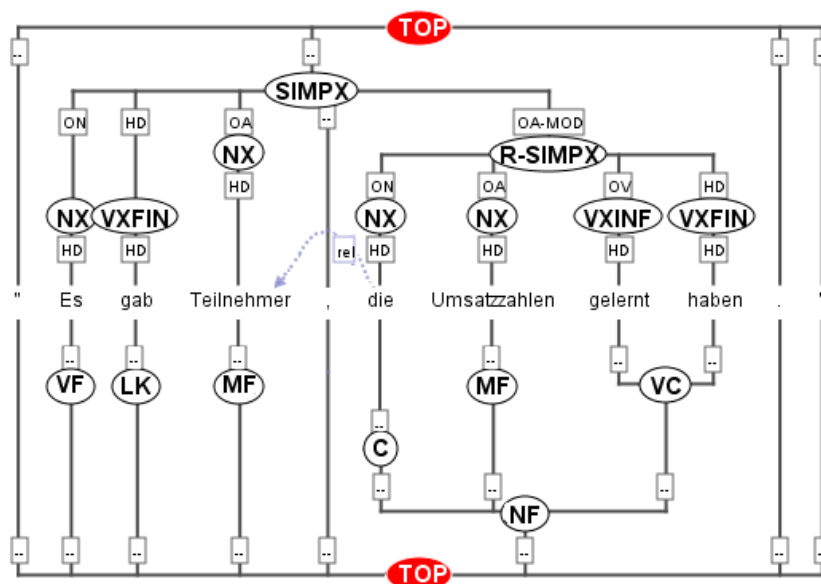 TOP
-- -- -- --
SIMPX
ON HD OA -- OA-MOD
NX R-SIMPX
HD ON OA OV HD
NX VXFIN NX NX VXINF VXFIN
HD HD HD HD HD HD
rel
" Es gab Teilnehmer , die Umsatzzahlen gelernt haben . "
-- -- -- -- -- --
VF LK MF MF VC
--
C
-- -- --
NF
-- -- -- -- -- -- -- --
TOP